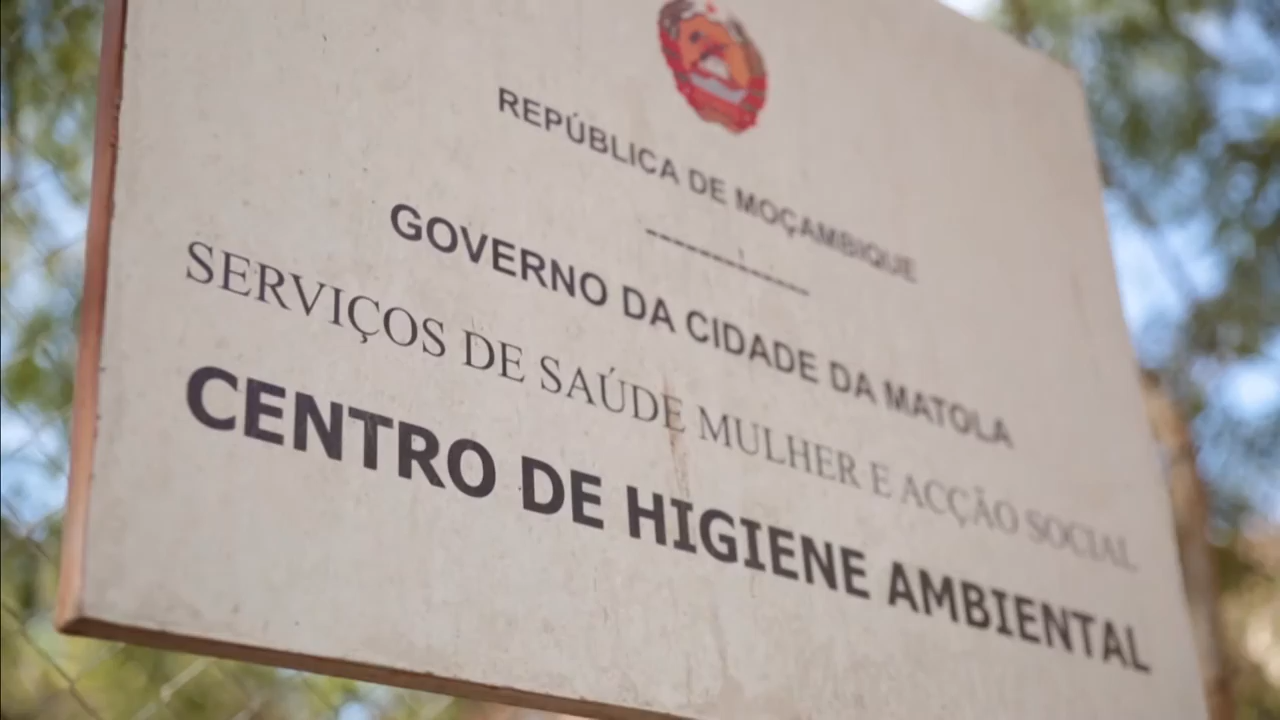 REPÚBLICA DE MOÇAMBIQUE
-----------
GOVERNO DA CIDADE DA MATOLA
SERVIÇOS DE SAÚDE MULHER E ACÇÃO SOCIAL
CENTRO DE HIGIENE AMBIENTAL